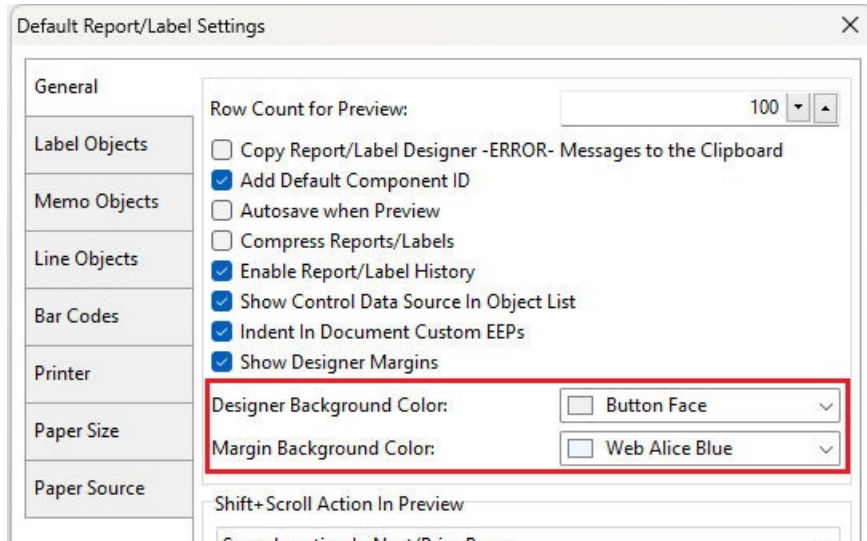 Default Report/Label Settings
General
Label Objects
Memo Objects
Line Objects
Bar Codes
Printer
Paper Size
Paper Source
Row Count for Preview: 100
Copy Report/Label Designer -ERROR- Messages to the Clipboard
Add Default Component ID
Autosave when Preview
Compress Reports/Labels
Enable Report/Label History
Show Control Data Source In Object List
Indent In Document Custom EEPs
Show Designer Margins
Designer Background Color: Button Face
Margin Background Color: Web Alice Blue
Shift+Scroll Action In Preview